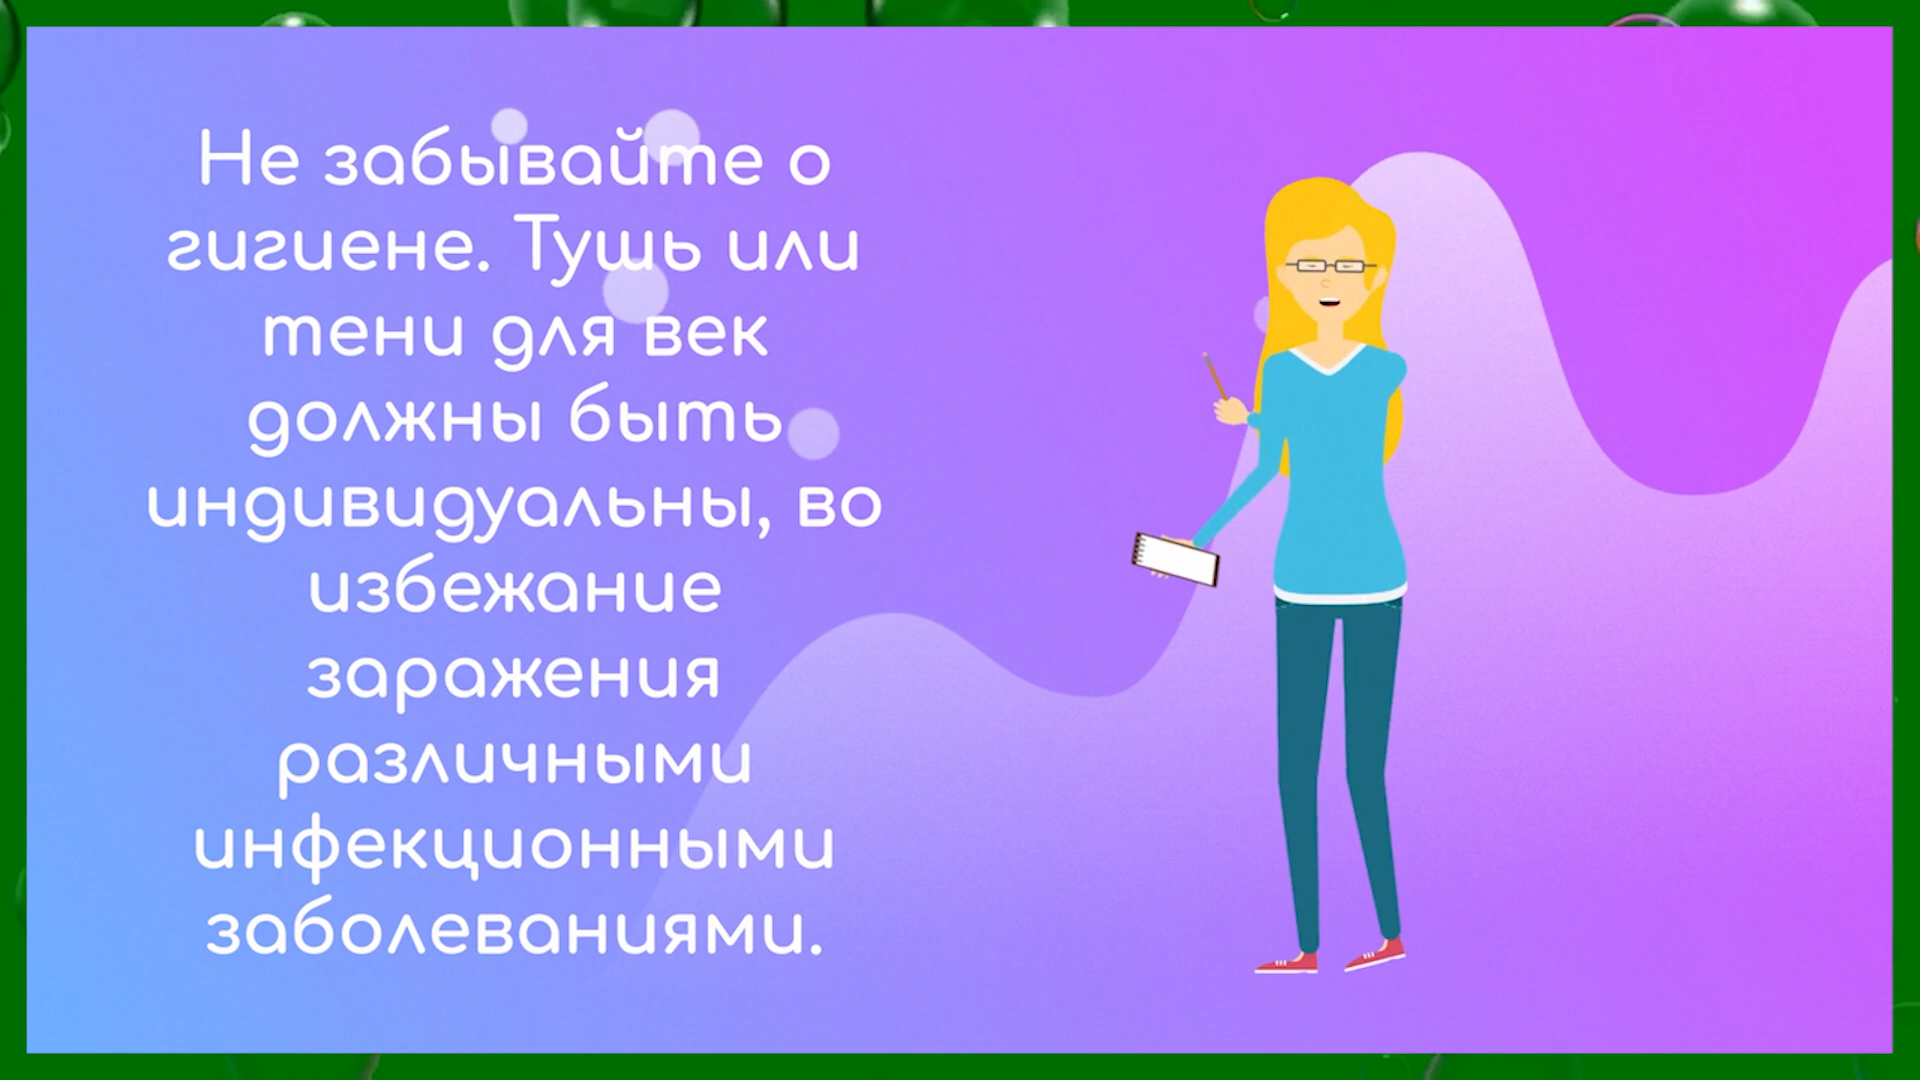 Не забывайте о
гигиене. Тушь или
тени для век
должны быть
индивидуальны, во
избежание
заражения
различными
инфекционными
заболеваниями.